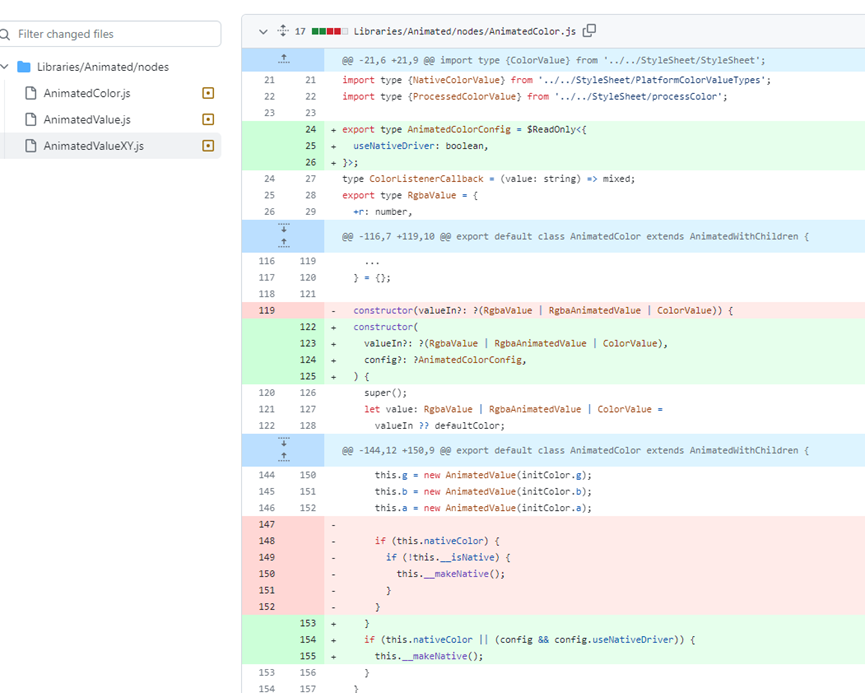 Filter changed files
Libraries/Animated/nodes
AnimatedColor.js
AnimatedValue.js
AnimatedValueXY.js
17 Libraries/Animated/nodes/AnimatedColor.js
@@ -21,6 +21,9 @@ import type {ColorValue} from '../../StyleSheet/StyleSheet';
21 21 import type {NativeColorValue} from '../../StyleSheet/PlatformColorValueTypes';
22 22 import type {ProcessedColorValue} from '../../StyleSheet/processColor';
23 23
24 + export type AnimatedColorConfig = $ReadOnly<{
25 + useNativeDriver: boolean,
26 + }>;
24 27 type ColorListenerCallback = (value: string) => mixed;
25 28 export type RgbaValue = {
26 29 +r: number,
@@ -116,7 +119,10 @@ export default class AnimatedColor extends AnimatedWithChildren {
116 119 ...
117 120 } = {};
118 121
119 - constructor(valueIn?: ?(RgbaValue | RgbaAnimatedValue | ColorValue)) {
122 + constructor(
123 + valueIn?: ?(RgbaValue | RgbaAnimatedValue | ColorValue),
124 + config?: ?AnimatedColorConfig,
125 + ) {
120 126 super();
121 127 let value: RgbaValue | RgbaAnimatedValue | ColorValue =
122 128 valueIn ?? defaultColor;
@@ -144,12 +150,9 @@ export default class AnimatedColor extends AnimatedWithChildren {
144 150 this.g = new AnimatedValue(initColor.g);
145 151 this.b = new AnimatedValue(initColor.b);
146 152 this.a = new AnimatedValue(initColor.a);
147 -
148 - if (this.nativeColor) {
149 - if (!this.__isNative) {
150 - this.__makeNative();
151 - }
152 - }
153 + }
154 + if (this.nativeColor || (config && config.useNativeDriver)) {
155 + this.__makeNative();
153 156 }
154 157 }